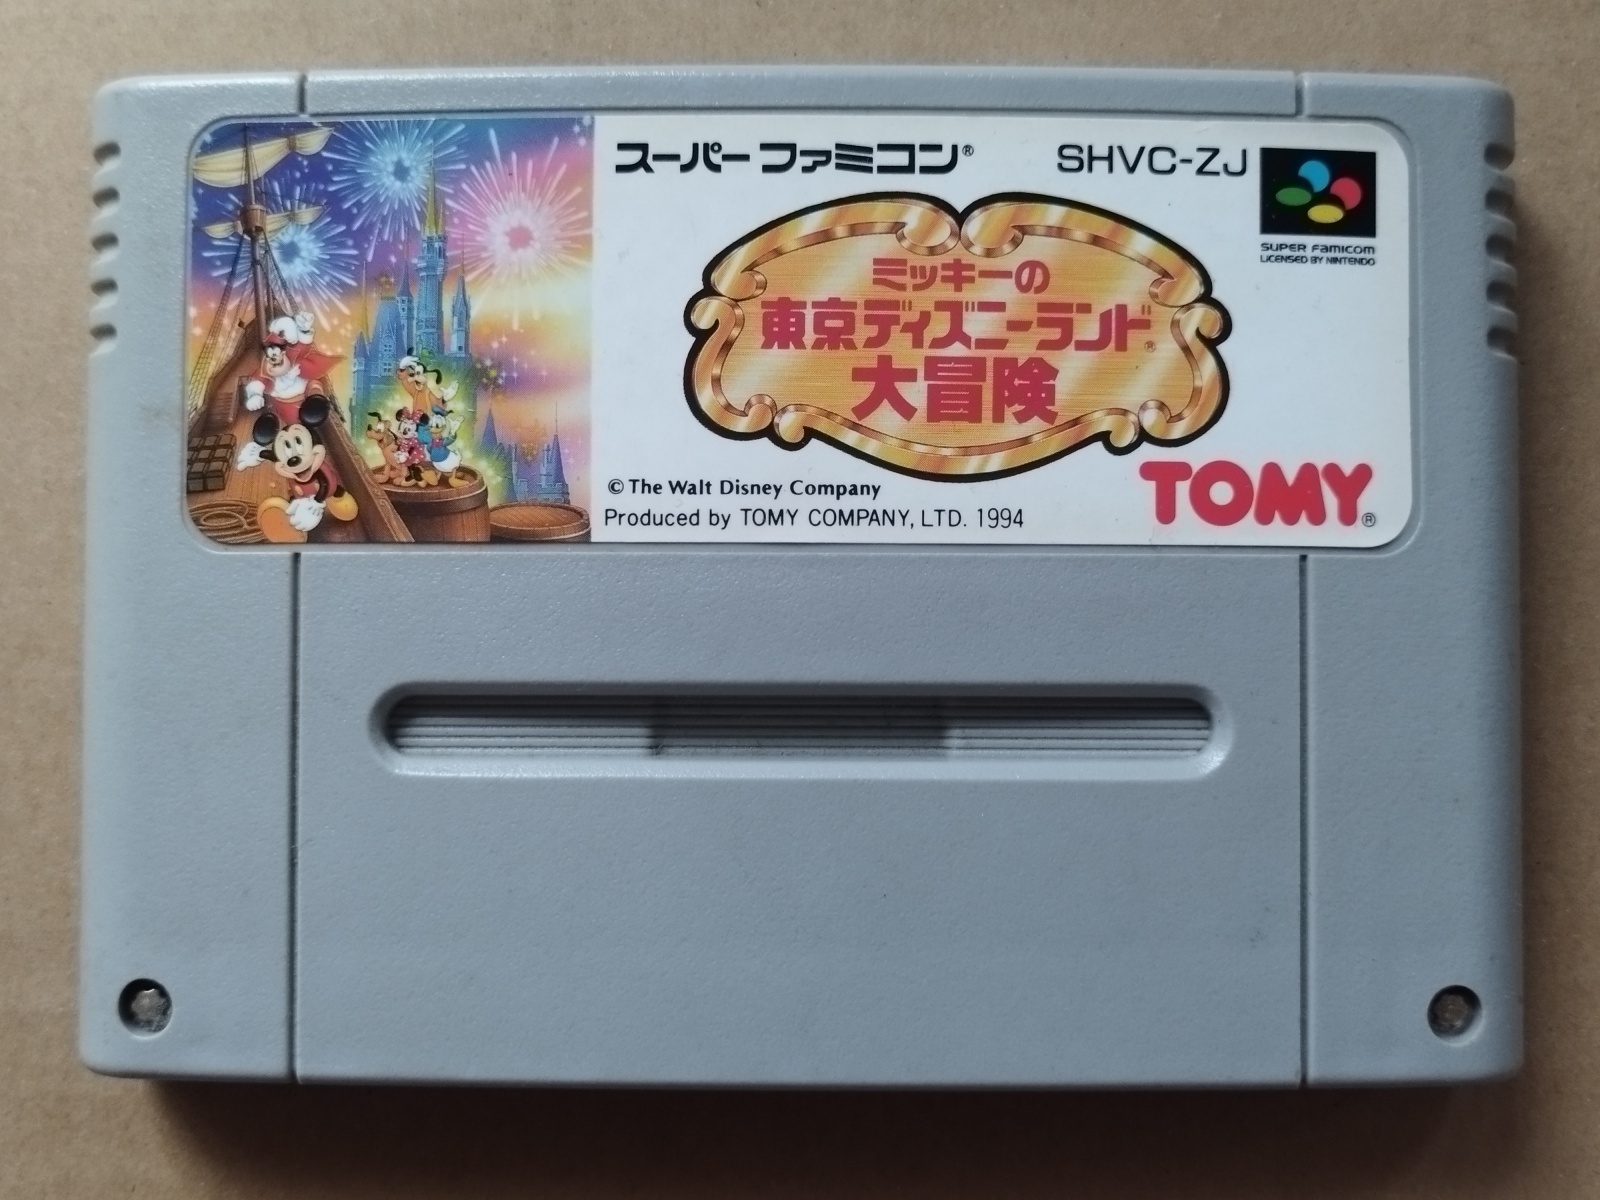 スーパーファミコン®
SHVC-ZJ
SUPER FAMICOM
LICENSED BY NINTENDO
ミッキーの
東京ディズニーランド®
大冒険
© The Walt Disney Company
Produced by TOMY COMPANY, LTD. 1994
TOMY®